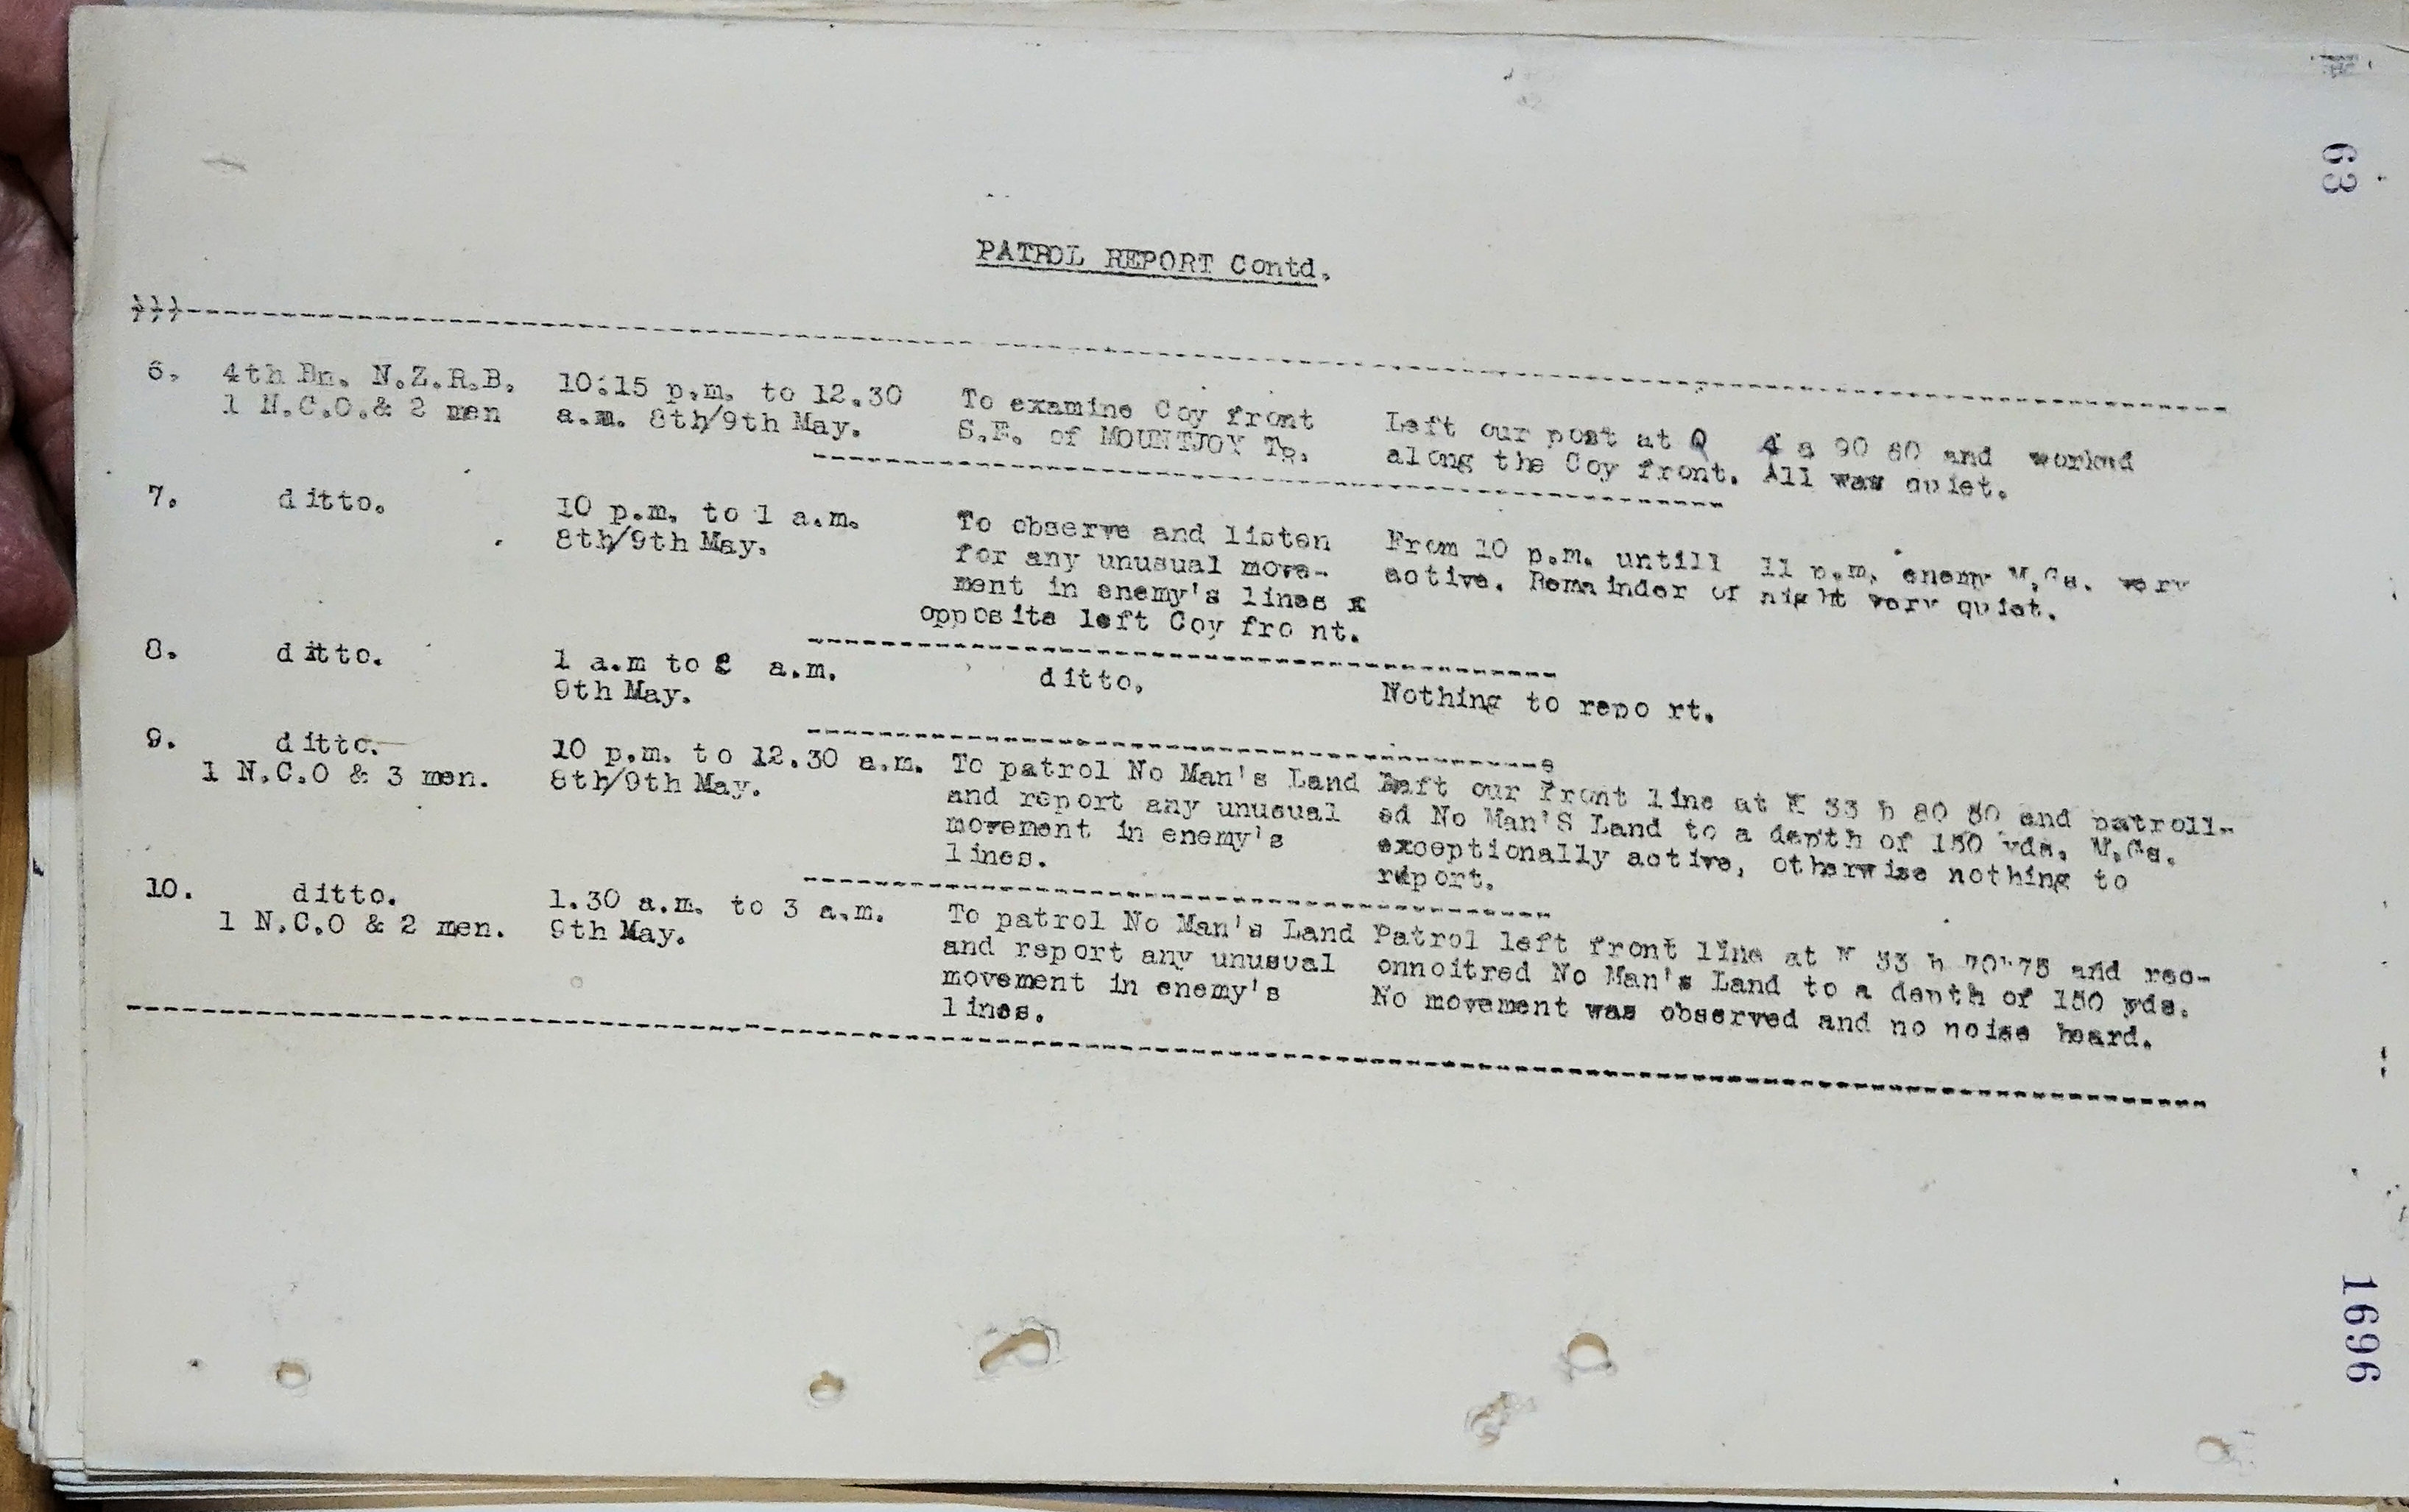 63
PATROL REPORT Contd.
6. 4th Bn. N.Z.R.B. 10.15 p.m. to 12.30 To examine Coy front Left our post at Q 4 a 90 60 and worked
1 N.C.O.& 2 men a.m. 8th/9th May. S.E. of MOUNTJOY Tr. along the Coy front. All was quiet.
7. ditto. 10 p.m. to 1 a.m. To observe and listen From 10 p.m. untill 11 p.m. enemy M.Gs. very
8th/9th May. for any unusual move- active. Remainder of night very quiet.
ment in enemy's lines x
opposite left Coy fro nt.
8. ditto. 1 a.m to a.m. ditto. Nothing to repo rt.
9th May.
9. ditto. 10 p.m. to 12.30 a.m. To patrol No Man's Land Left our front line at K 33 b 80 80 and patroll-
1 N.C.O & 3 men. 8th/9th May. and report any unusual ed No Man'S Land to a depth of 150 yds. M.Gs.
movement in enemy's exceptionally active, otherwise nothing to
lines. report.
10. ditto. 1.30 a.m. to 3 a.m. To patrol No Man's Land Patrol left front line at K 33 b 70 75 and rec-
1 N.C.O & 2 men. 9th May. and report any unusual onnoitred No Man's Land to a depth of 150 yds.
movement in enemy's No movement was observed and no noise heard.
lines.
1696